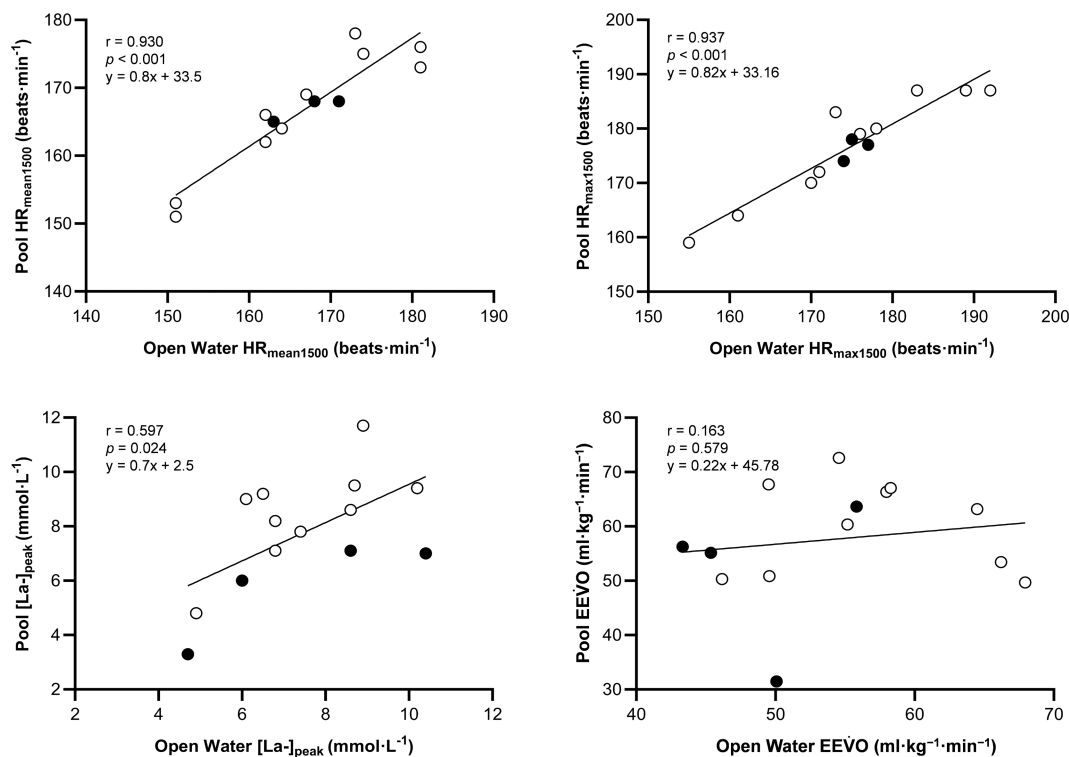 r = 0.930
p < 0.001
y = 0.8x + 33.5
Pool HRmean1500 (beats·min-1)
180
170
160
150
140
140 150 160 170 180 190
Open Water HRmean1500 (beats·min-1)
r = 0.937
p < 0.001
y = 0.82x + 33.16
Pool HRmax1500 (beats·min-1)
200
190
180
170
160
150
150 160 170 180 190 200
Open Water HRmax1500 (beats·min-1)
r = 0.597
p = 0.024
y = 0.7x + 2.5
Pool [La-]peak (mmol·L-1)
12
10
8
6
4
2
2 4 6 8 10 12
Open Water [La-]peak (mmol·L-1)
r = 0.163
p = 0.579
y = 0.22x + 45.78
Pool EEV̇O (ml·kg−1·min−1)
80
70
60
50
40
30
40 50 60 70
Open Water EEV̇O (ml·kg−1·min−1)